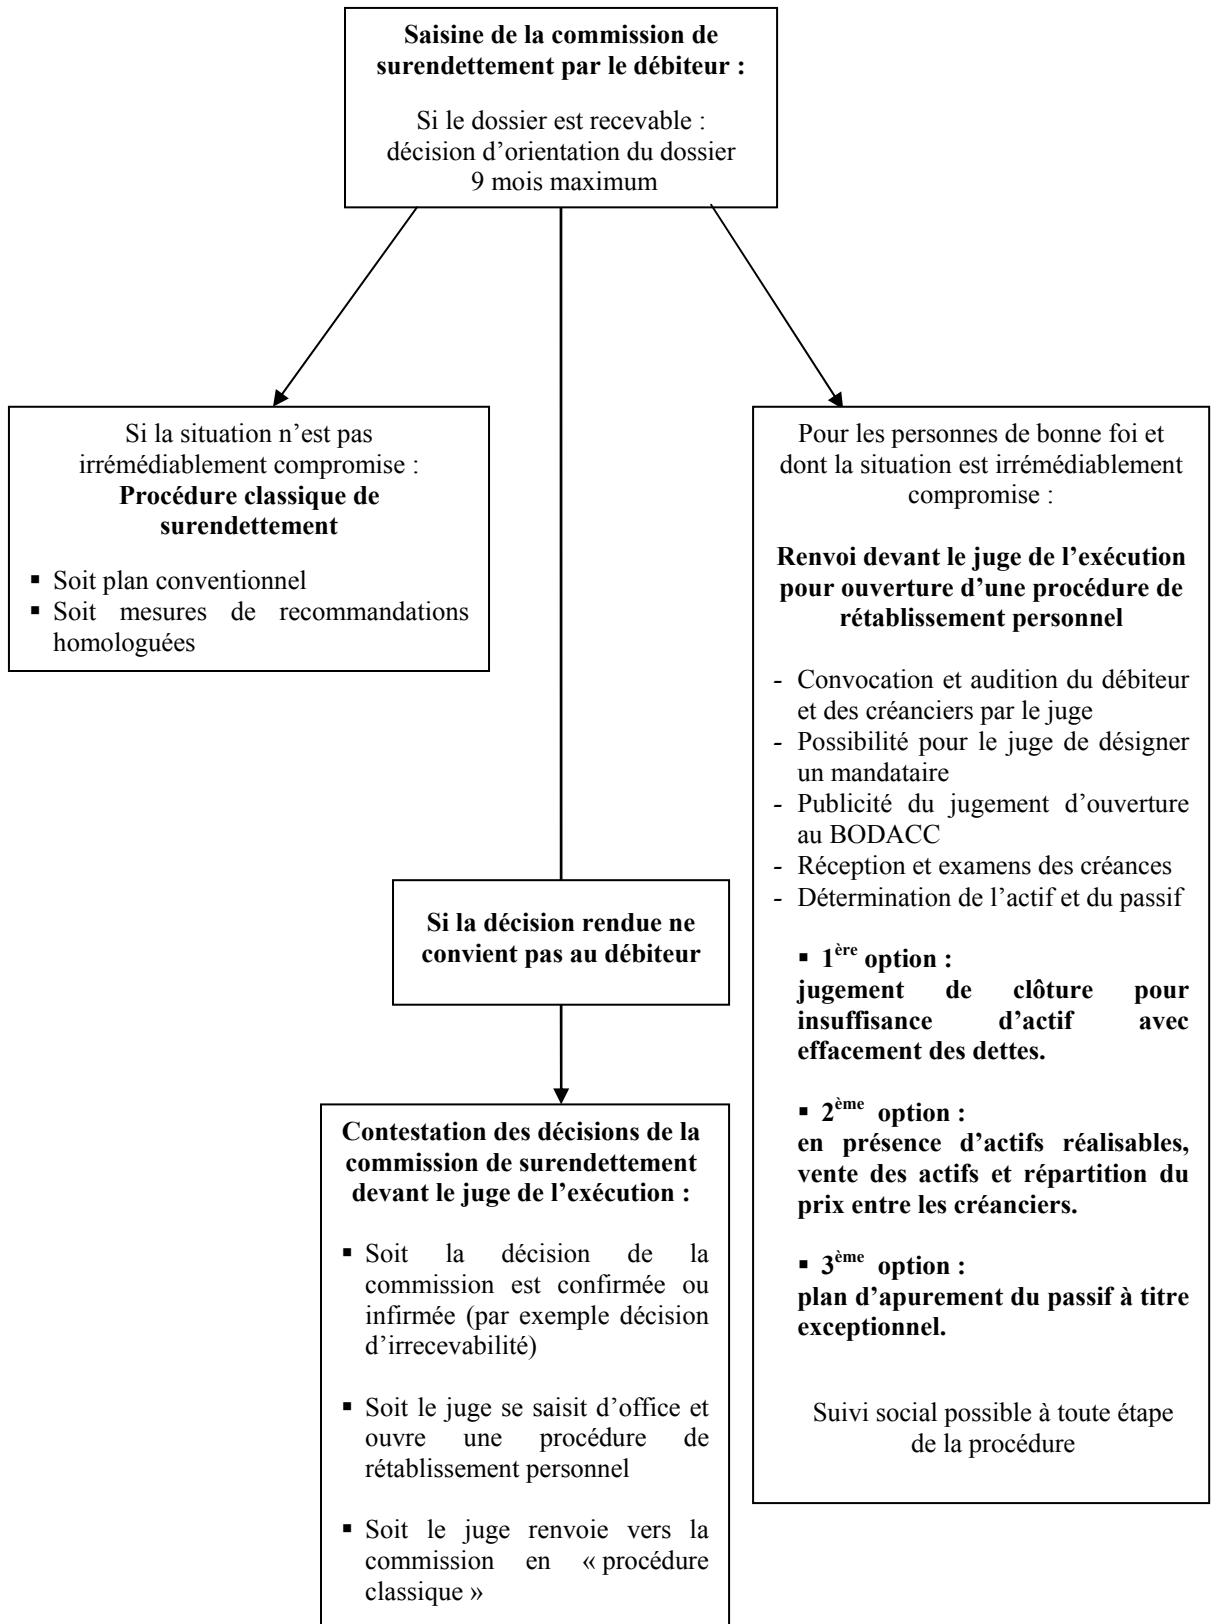 Saisine de la commission de
surendettement par le débiteur :
Si le dossier est recevable :
décision d’orientation du dossier
9 mois maximum
Si la situation n’est pas
irrémédiablement compromise :
Procédure classique de
surendettement
▪ Soit plan conventionnel
▪ Soit mesures de recommandations
homologuées
Pour les personnes de bonne foi et
dont la situation est irrémédiablement
compromise :
Renvoi devant le juge de l’exécution
pour ouverture d’une procédure de
rétablissement personnel
- Convocation et audition du débiteur
et des créanciers par le juge
- Possibilité pour le juge de désigner
un mandataire
- Publicité du jugement d’ouverture
au BODACC
- Réception et examens des créances
- Détermination de l’actif et du passif
▪ 1ère option :
jugement de clôture pour
insuffisance d’actif avec
effacement des dettes.
▪ 2ème option :
en présence d’actifs réalisables,
vente des actifs et répartition du
prix entre les créanciers.
▪ 3ème option :
plan d’apurement du passif à titre
exceptionnel.
Suivi social possible à toute étape
de la procédure
Si la décision rendue ne
convient pas au débiteur
Contestation des décisions de la
commission de surendettement
devant le juge de l’exécution :
▪ Soit la décision de la
commission est confirmée ou
infirmée (par exemple décision
d’irrecevabilité)
▪ Soit le juge se saisit d’office et
ouvre une procédure de
rétablissement personnel
▪ Soit le juge renvoie vers la
commission en « procédure
classique »